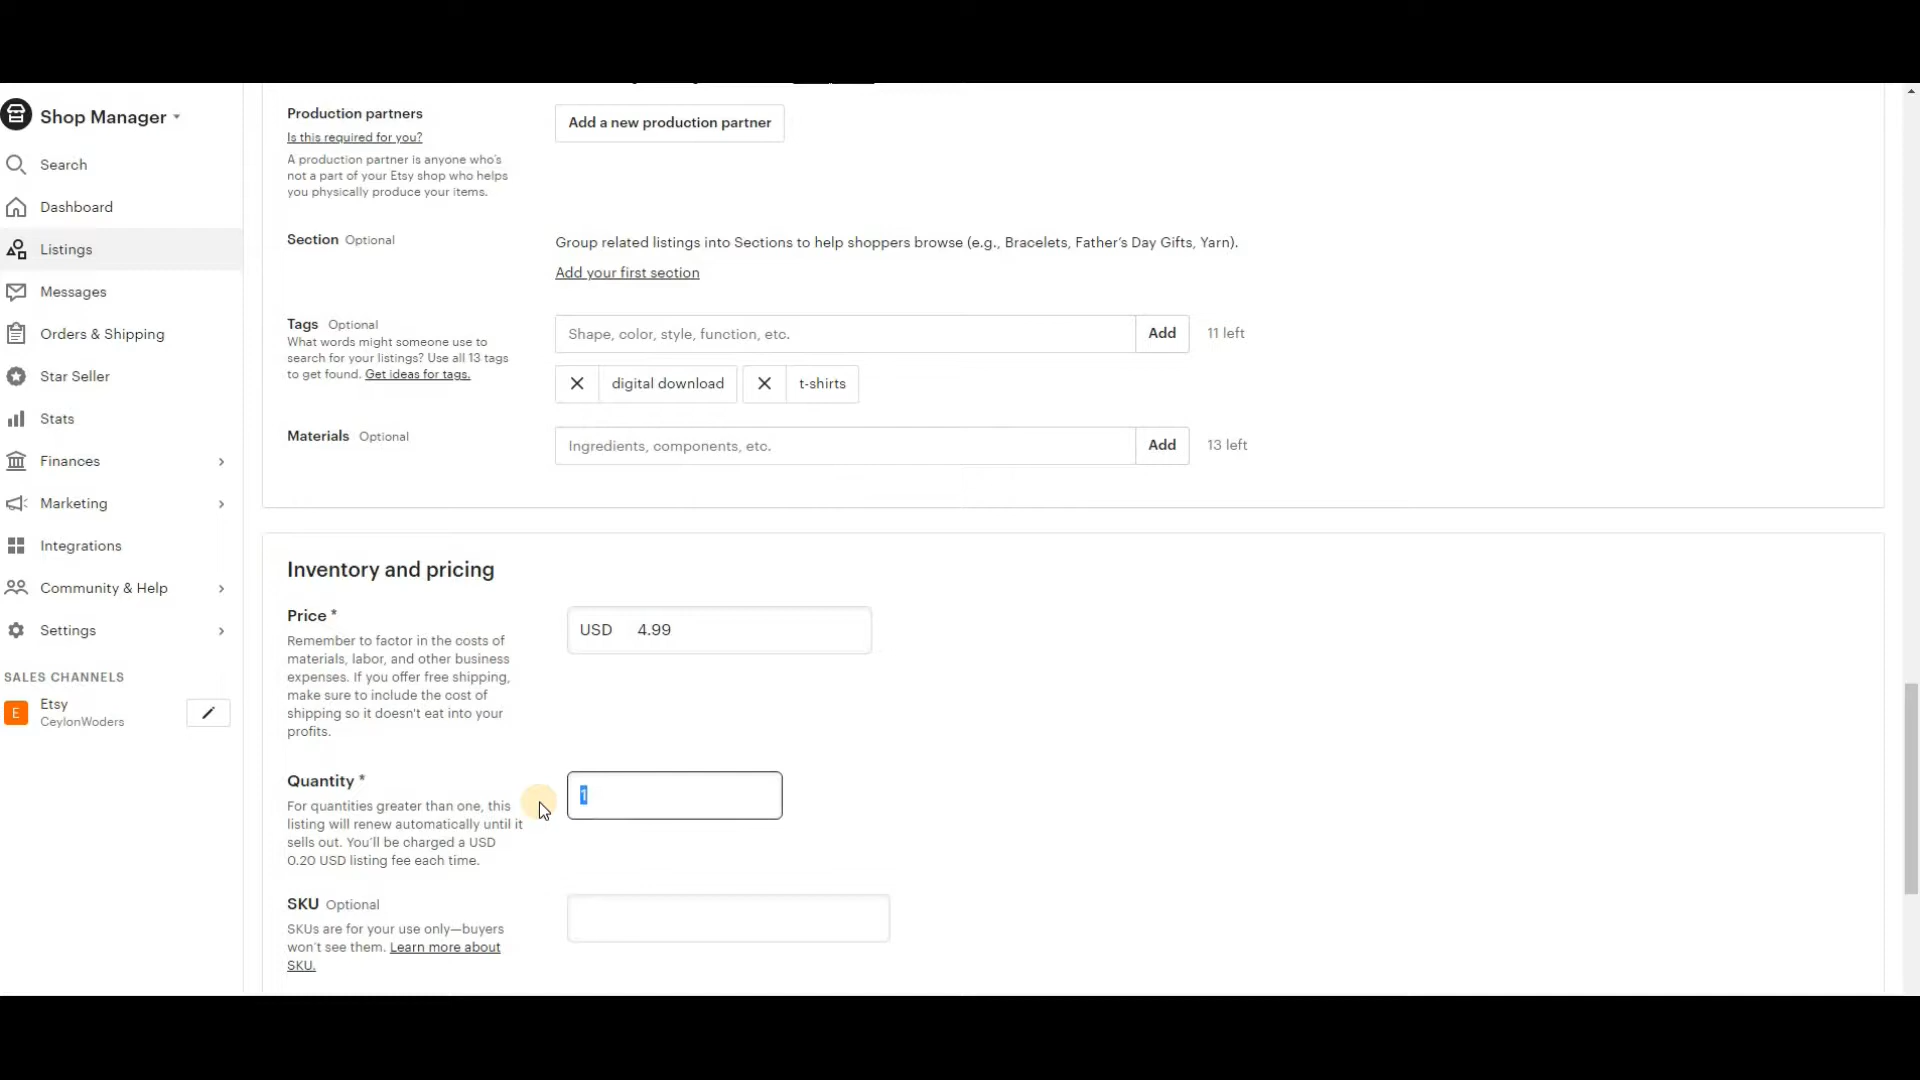 Shop Manager
Search
Dashboard
Listings
Messages
Orders & Shipping
Star Seller
Stats
Finances
Marketing
Integrations
Community & Help
Settings
SALES CHANNELS
E
Etsy
CeylonWoders
Production partners
Is this required for you?
A production partner is anyone who's
not a part of your Etsy shop who helps
you physically produce your items.
Add a new production partner
Section Optional
Group related listings into Sections to help shoppers browse (e.g., Bracelets, Father's Day Gifts, Yarn).
Add your first section
Tags Optional
What words might someone use to
search for your listings? Use all 13 tags
to get found. Get ideas for tags.
Shape, color, style, function, etc. Add 11 left
digital download t-shirts
Materials Optional
Ingredients, components, etc. Add 13 left
Inventory and pricing
Price *
Remember to factor in the costs of
materials, labor, and other business
expenses. If you offer free shipping,
make sure to include the cost of
shipping so it doesn't eat into your
profits.
USD 4.99
Quantity *
For quantities greater than one, this
listing will renew automatically until it
sells out. You'll be charged a USD
0.20 USD listing fee each time.
1
SKU Optional
SKUs are for your use only—buyers
won't see them. Learn more about
SKU.